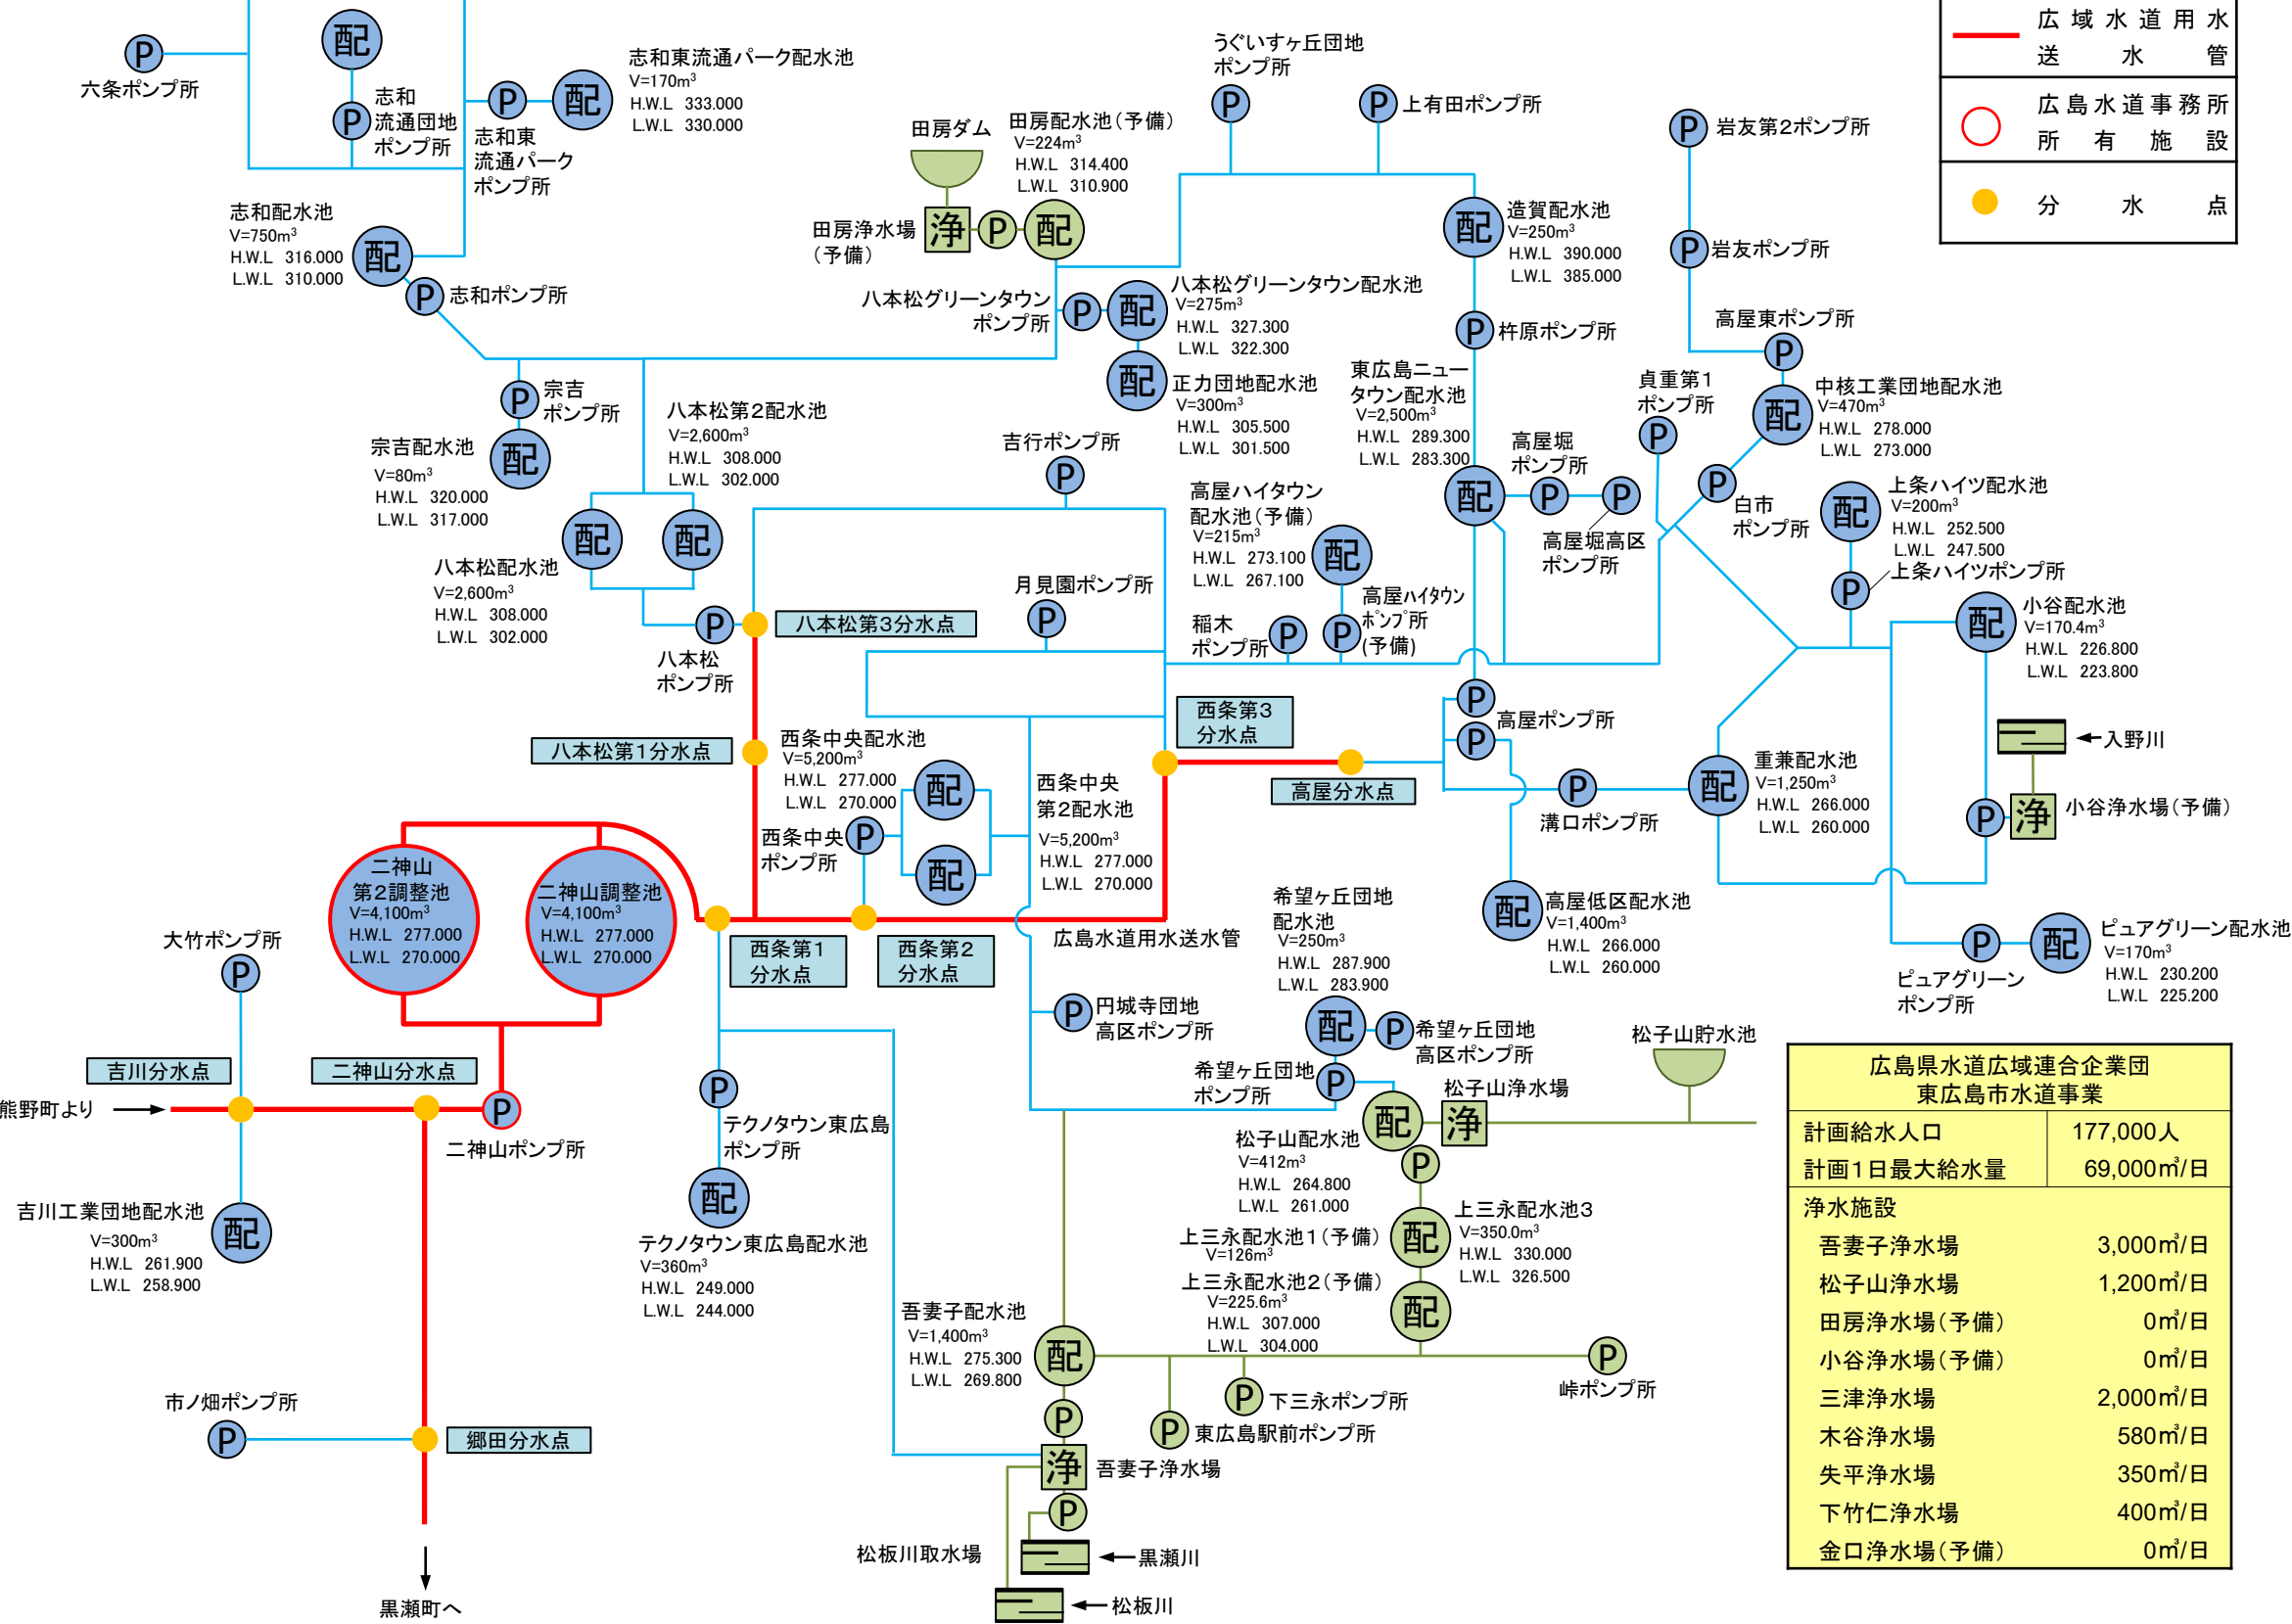 広域水道用水
送水管
広島水道事務所
所有施設
分水点
P
六条ポンプ所
配
P
志和
流通団地
ポンプ所
P
志和東
流通パーク
ポンプ所
配
志和東流通パーク配水池
V=170m³
H.W.L 333.000
L.W.L 330.000
志和配水池
V=750m³
H.W.L 316.000
L.W.L 310.000
配
P
志和ポンプ所
田房ダム
田房浄水場
(予備)
浄
P
配
田房配水池(予備)
V=224m³
H.W.L 314.400
L.W.L 310.900
うぐいすヶ丘団地
ポンプ所
P
P
上有田ポンプ所
配
造賀配水池
V=250m³
H.W.L 390.000
L.W.L 385.000
P
杵原ポンプ所
P
岩友第2ポンプ所
P
岩友ポンプ所
高屋東ポンプ所
P
八本松グリーンタウン
ポンプ所
P
配
八本松グリーンタウン配水池
V=275m³
H.W.L 327.300
L.W.L 322.300
配
正力団地配水池
V=300m³
H.W.L 305.500
L.W.L 301.500
P
宗吉
ポンプ所
宗吉配水池
V=80m³
H.W.L 320.000
L.W.L 317.000
配
八本松第2配水池
V=2,600m³
H.W.L 308.000
L.W.L 302.000
配
配
八本松配水池
V=2,600m³
H.W.L 308.000
L.W.L 302.000
P
八本松
ポンプ所
八本松第3分水点
八本松第1分水点
吉行ポンプ所
P
月見園ポンプ所
P
東広島ニュー
タウン配水池
V=2,500m³
H.W.L 289.300
L.W.L 283.300
配
高屋堀
ポンプ所
P
P
高屋堀高区
ポンプ所
貞重第1
ポンプ所
P
配
中核工業団地配水池
V=470m³
H.W.L 278.000
L.W.L 273.000
P
白市
ポンプ所
配
上条ハイツ配水池
V=200m³
H.W.L 252.500
L.W.L 247.500
P
上条ハイツポンプ所
高屋ハイタウン
配水池(予備)
V=215m³
H.W.L 273.100
L.W.L 267.100
配
稲木
ポンプ所
P
P
高屋ハイタウン
ポンプ所
(予備)
配
小谷配水池
V=170.4m³
H.W.L 226.800
L.W.L 223.800
入野川
P
浄
小谷浄水場(予備)
西条第3
分水点
高屋分水点
P
P
高屋ポンプ所
P
溝口ポンプ所
配
重兼配水池
V=1,250m³
H.W.L 266.000
L.W.L 260.000
西条中央配水池
V=5,200m³
H.W.L 277.000
L.W.L 270.000
配
配
西条中央
ポンプ所
P
西条中央
第2配水池
V=5,200m³
H.W.L 277.000
L.W.L 270.000
配
高屋低区配水池
V=1,400m³
H.W.L 266.000
L.W.L 260.000
P
ピュアグリーン
ポンプ所
配
ピュアグリーン配水池
V=170m³
H.W.L 230.200
L.W.L 225.200
二神山
第2調整池
V=4,100m³
H.W.L 277.000
L.W.L 270.000
二神山調整池
V=4,100m³
H.W.L 277.000
L.W.L 270.000
西条第1
分水点
西条第2
分水点
広島水道用水送水管
大竹ポンプ所
P
吉川分水点
二神山分水点
熊野町より
P
二神山ポンプ所
吉川工業団地配水池
V=300m³
H.W.L 261.900
L.W.L 258.900
配
P
テクノタウン東広島
ポンプ所
配
テクノタウン東広島配水池
V=360m³
H.W.L 249.000
L.W.L 244.000
P
円城寺団地
高区ポンプ所
希望ヶ丘団地
配水池
V=250m³
H.W.L 287.900
L.W.L 283.900
配
P
希望ヶ丘団地
高区ポンプ所
希望ヶ丘団地
ポンプ所
P
松子山貯水池
松子山浄水場
配
浄
P
松子山配水池
V=412m³
H.W.L 264.800
L.W.L 261.000
配
上三永配水池3
V=350.0m³
H.W.L 330.000
L.W.L 326.500
上三永配水池1(予備)
V=126m³
上三永配水池2(予備)
V=225.6m³
H.W.L 307.000
L.W.L 304.000
配
吾妻子配水池
V=1,400m³
H.W.L 275.300
L.W.L 269.800
配
P
P
下三永ポンプ所
P
東広島駅前ポンプ所
P
峠ポンプ所
浄
吾妻子浄水場
P
黒瀬川
松板川取水場
松板川
市ノ畑ポンプ所
P
郷田分水点
黒瀬町へ
広島県水道広域連合企業団
東広島市水道事業
計画給水人口 177,000人
計画1日最大給水量 69,000㎥/日
浄水施設
吾妻子浄水場 3,000㎥/日
松子山浄水場 1,200㎥/日
田房浄水場(予備) 0㎥/日
小谷浄水場(予備) 0㎥/日
三津浄水場 2,000㎥/日
木谷浄水場 580㎥/日
失平浄水場 350㎥/日
下竹仁浄水場 400㎥/日
金口浄水場(予備) 0㎥/日